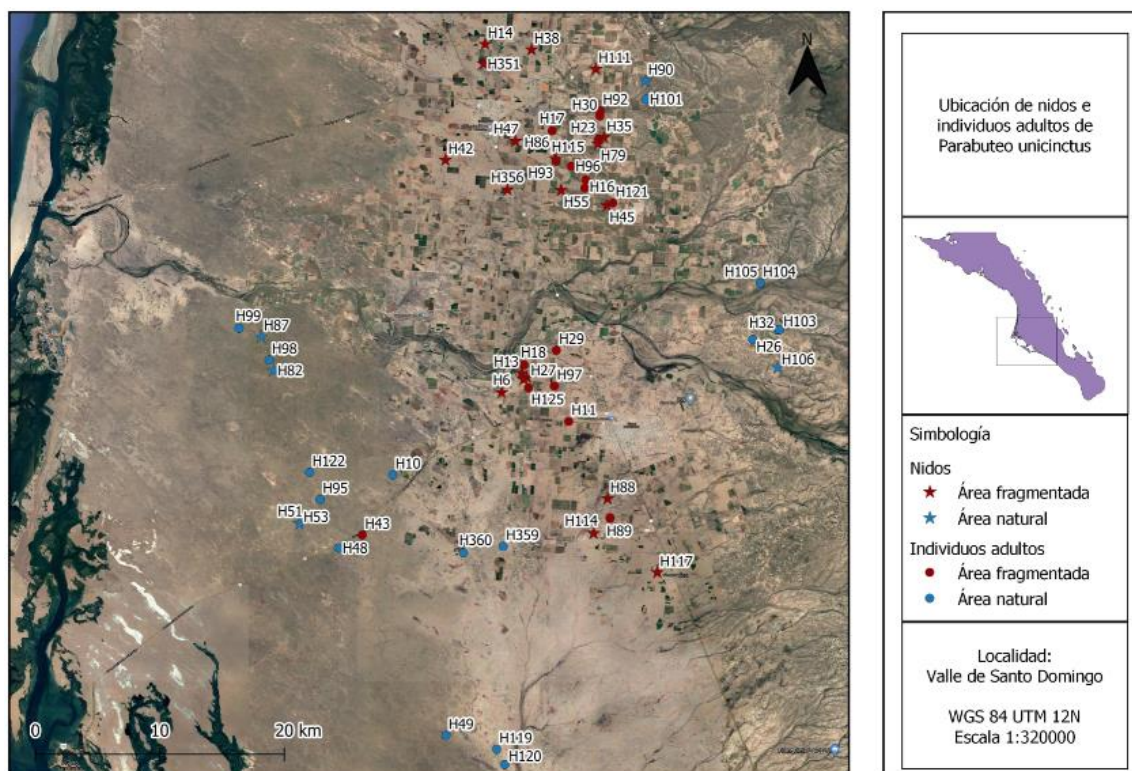 H14
H38
H351
H111
N
H90
H101
H92
H30
H17
H23
H35
H47
H86
H115
H79
H42
H93
H96
H356
H16
H121
H55
H45
H105
H104
H99
H87
H32
H103
H98
H26
H82
H106
H29
H18
H13
H27
H6
H97
H125
H11
H122
H10
H95
H88
H51
H53
H43
H114
H89
H48
H360
H359
H117
0 10 20 km
H49
H119
H120
Ubicación de nidos e
individuos adultos de
Parabuteo unicinctus
Simbología
Nidos
Área fragmentada
Área natural
Individuos adultos
Área fragmentada
Área natural
Localidad:
Valle de Santo Domingo
WGS 84 UTM 12N
Escala 1:320000